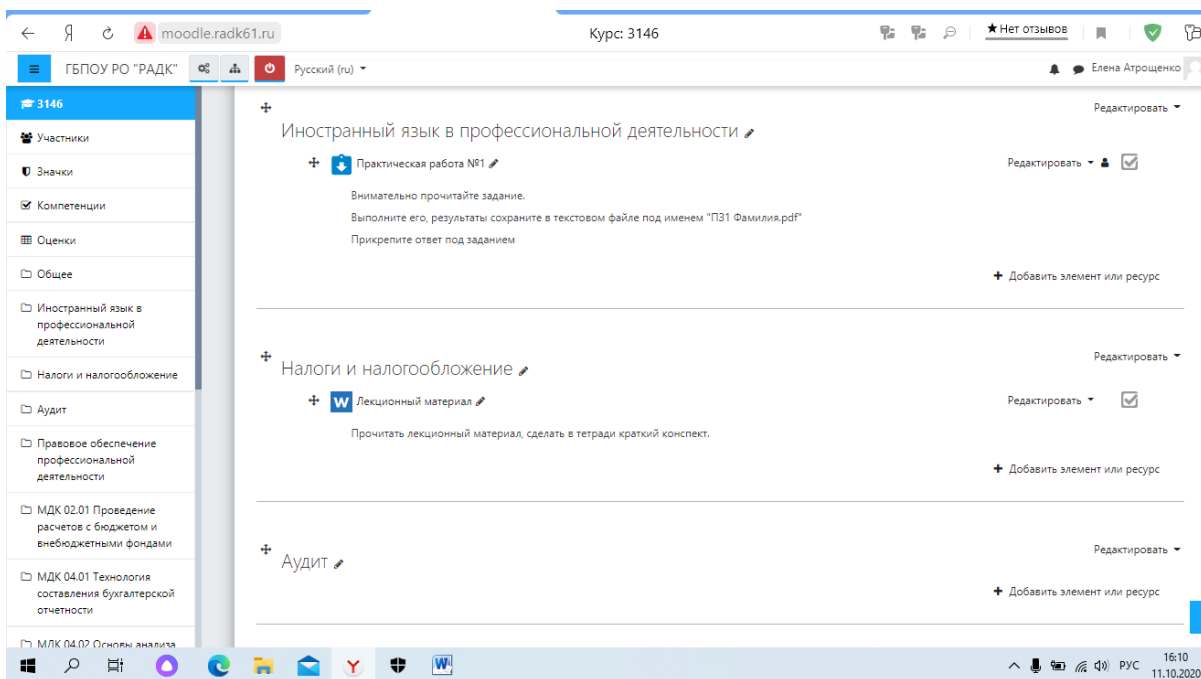 Я
moodle.radk61.ru
Курс: 3146
★ Нет отзывов
ГБПОУ РО "РАДК"
Русский (ru)
Елена Атрощенко
3146
Участники
Значки
Компетенции
Оценки
Общее
Иностранный язык в
профессиональной
деятельности
Налоги и налогообложение
Аудит
Правовое обеспечение
профессиональной
деятельности
МДК 02.01 Проведение
расчетов с бюджетом и
внебюджетными фондами
МДК 04.01 Технология
составления бухгалтерской
отчетности
МДК 04.02 Основы анализа
Редактировать
Иностранный язык в профессиональной деятельности
Практическая работа №1
Редактировать
Внимательно прочитайте задание.
Выполните его, результаты сохраните в текстовом файле под именем "ПЗ1 Фамилия.pdf"
Прикрепите ответ под заданием
+ Добавить элемент или ресурс
Редактировать
Налоги и налогообложение
W Лекционный материал
Редактировать
Прочитать лекционный материал, сделать в тетради краткий конспект.
+ Добавить элемент или ресурс
Редактировать
Аудит
+ Добавить элемент или ресурс
РУС
16:10
11.10.2020